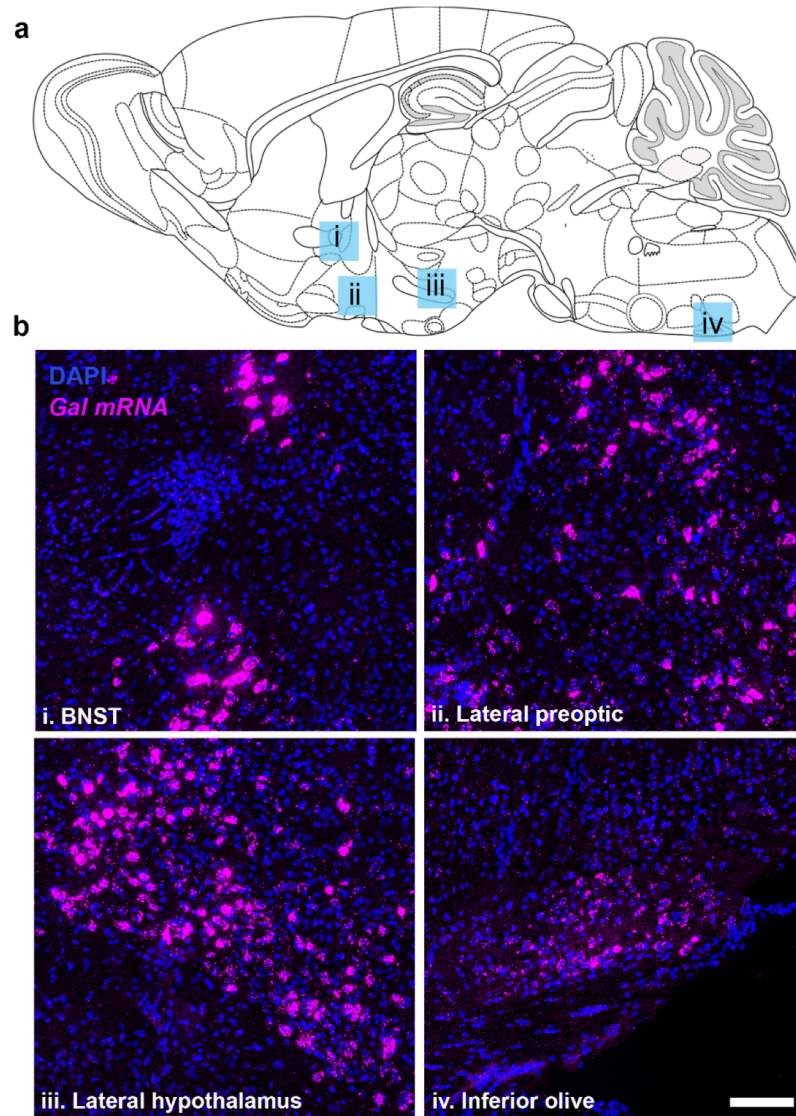 a
i
ii
iii
iv
b
DAPI
Gal mRNA
i. BNST
ii. Lateral preoptic
iii. Lateral hypothalamus
iv. Inferior olive